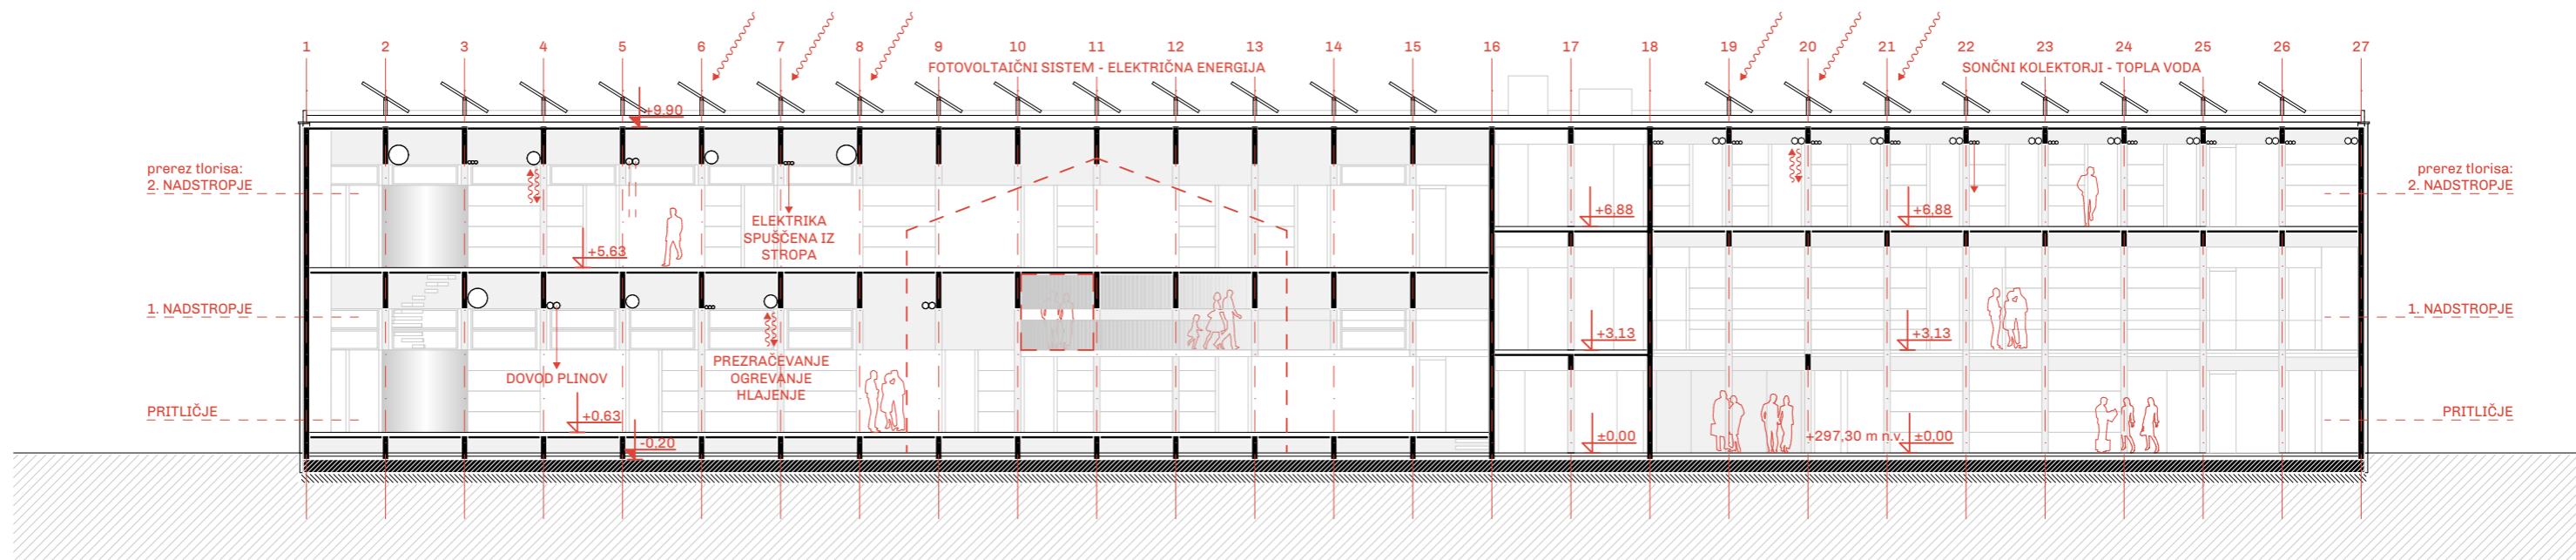 1 2 3 4 5 6 7 8 9 10 11 12 13 14 15 16 17 18 19 20 21 22 23 24 25 26 27
FOTOVOLTAIČNI SISTEM - ELEKTRIČNA ENERGIJA
SONČNI KOLEKTORJI - TOPLA VODA
+9.90
prerez tlorisa:
2. NADSTROPJE
prerez tlorisa:
2. NADSTROPJE
+6,88
+6,88
ELEKTRIKA
SPUŠČENA IZ
STROPA
+5,63
1. NADSTROPJE
1. NADSTROPJE
+3,13
+3,13
DOVOD PLINOV
PREZRAČEVANJE
OGREVANJE
HLAJENJE
PRITLIČJE
PRITLIČJE
+0,63
-0,20
±0,00
+297,30 m n.v.
±0,00